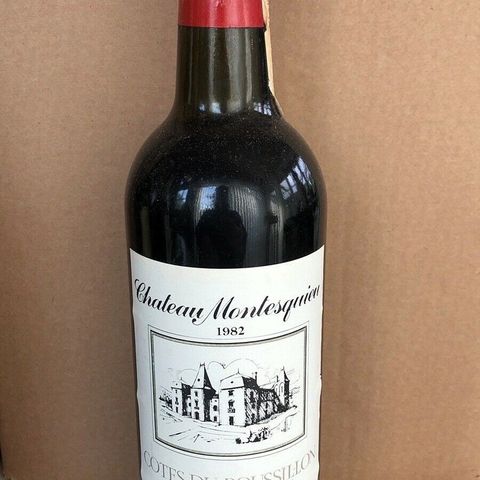 Chateau Montesquieu
1982
COTES DU ROUSSILLON